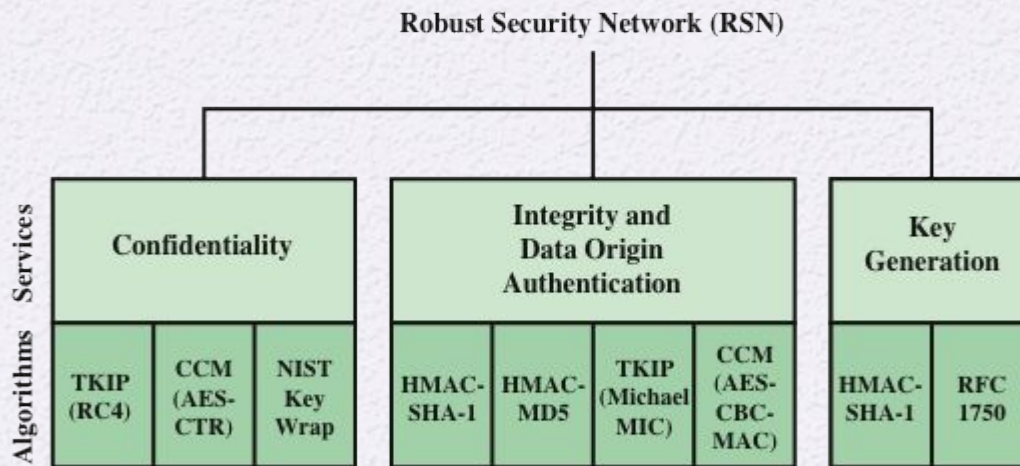 Robust Security Network (RSN)
Services
Confidentiality
Integrity and
Data Origin
Authentication
Key
Generation
Algorithms
TKIP
(RC4)
CCM
(AES-
CTR)
NIST
Key
Wrap
HMAC-
SHA-1
HMAC-
MD5
TKIP
(Michael
MIC)
CCM
(AES-
CBC-
MAC)
HMAC-
SHA-1
RFC
1750